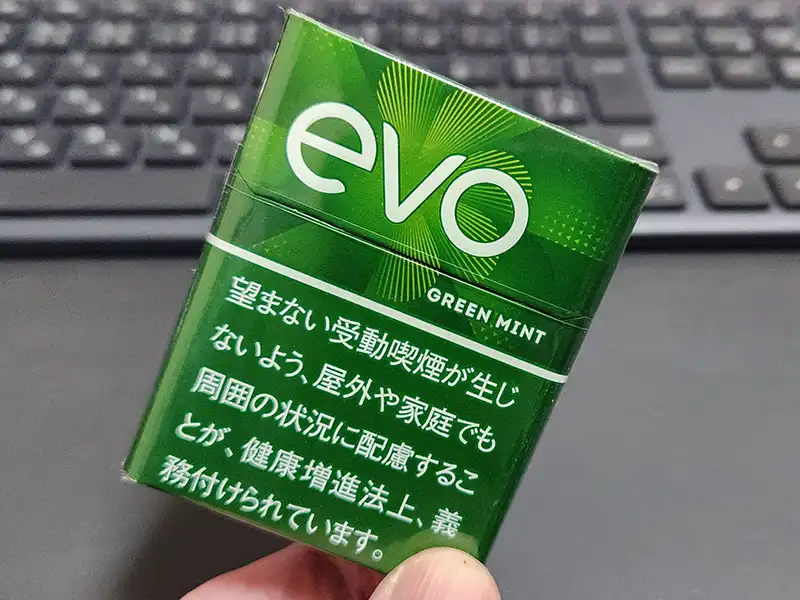 evo
GREEN MINT
望まない受動喫煙が生じ
ないよう、屋外や家庭でも
周囲の状況に配慮するこ
とが、健康増進法上、義
務付けられています。